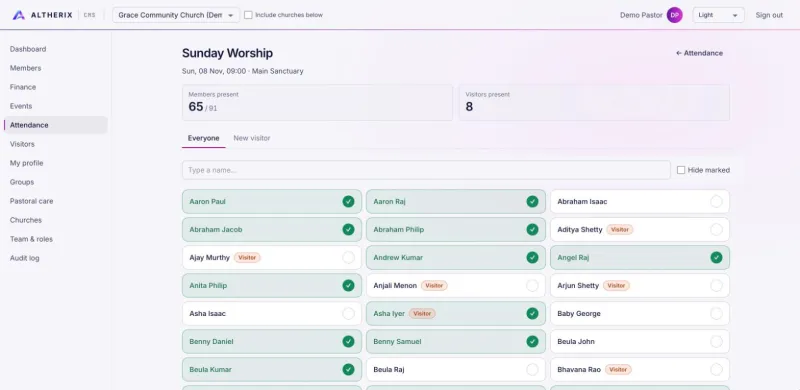 ALTHERIX CMS Grace Community Church (Dem Include churches below Demo Pastor DP Light Sign out
Dashboard
Members
Finance
Events
Attendance
Visitors
My profile
Groups
Pastoral care
Churches
Team & roles
Audit log
Sunday Worship ← Attendance
Sun, 08 Nov, 09:00 · Main Sanctuary
Members present Visitors present
65 / 91 8
Everyone New visitor
Type a name... Hide marked
Aaron Paul Aaron Raj Abraham Isaac
Abraham Jacob Abraham Philip Aditya Shetty Visitor
Ajay Murthy Visitor Andrew Kumar Angel Raj
Anita Philip Anjali Menon Visitor Arjun Shetty Visitor
Asha Isaac Asha Iyer Visitor Baby George
Benny Daniel Benny Samuel Beula John
Beula Kumar Beula Raj Bhavana Rao Visitor